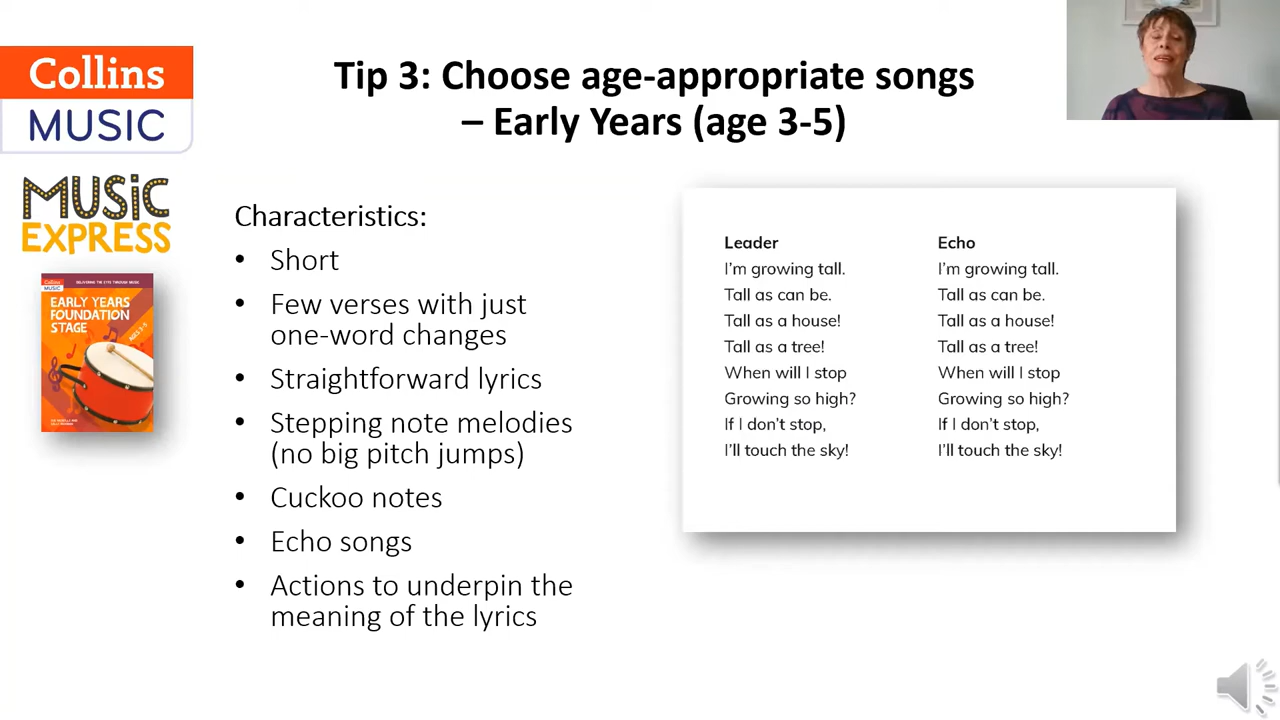 Collins
MUSIC
MUSIC
EXPRESS
EARLY YEARS
FOUNDATION
STAGE
AGES 3-5
Tip 3: Choose age-appropriate songs
– Early Years (age 3-5)
Characteristics:
• Short
• Few verses with just
one-word changes
• Straightforward lyrics
• Stepping note melodies
(no big pitch jumps)
• Cuckoo notes
• Echo songs
• Actions to underpin the
meaning of the lyrics
Leader
I'm growing tall.
Tall as can be.
Tall as a house!
Tall as a tree!
When will I stop
Growing so high?
If I don't stop,
I'll touch the sky!
Echo
I'm growing tall.
Tall as can be.
Tall as a house!
Tall as a tree!
When will I stop
Growing so high?
If I don't stop,
I'll touch the sky!